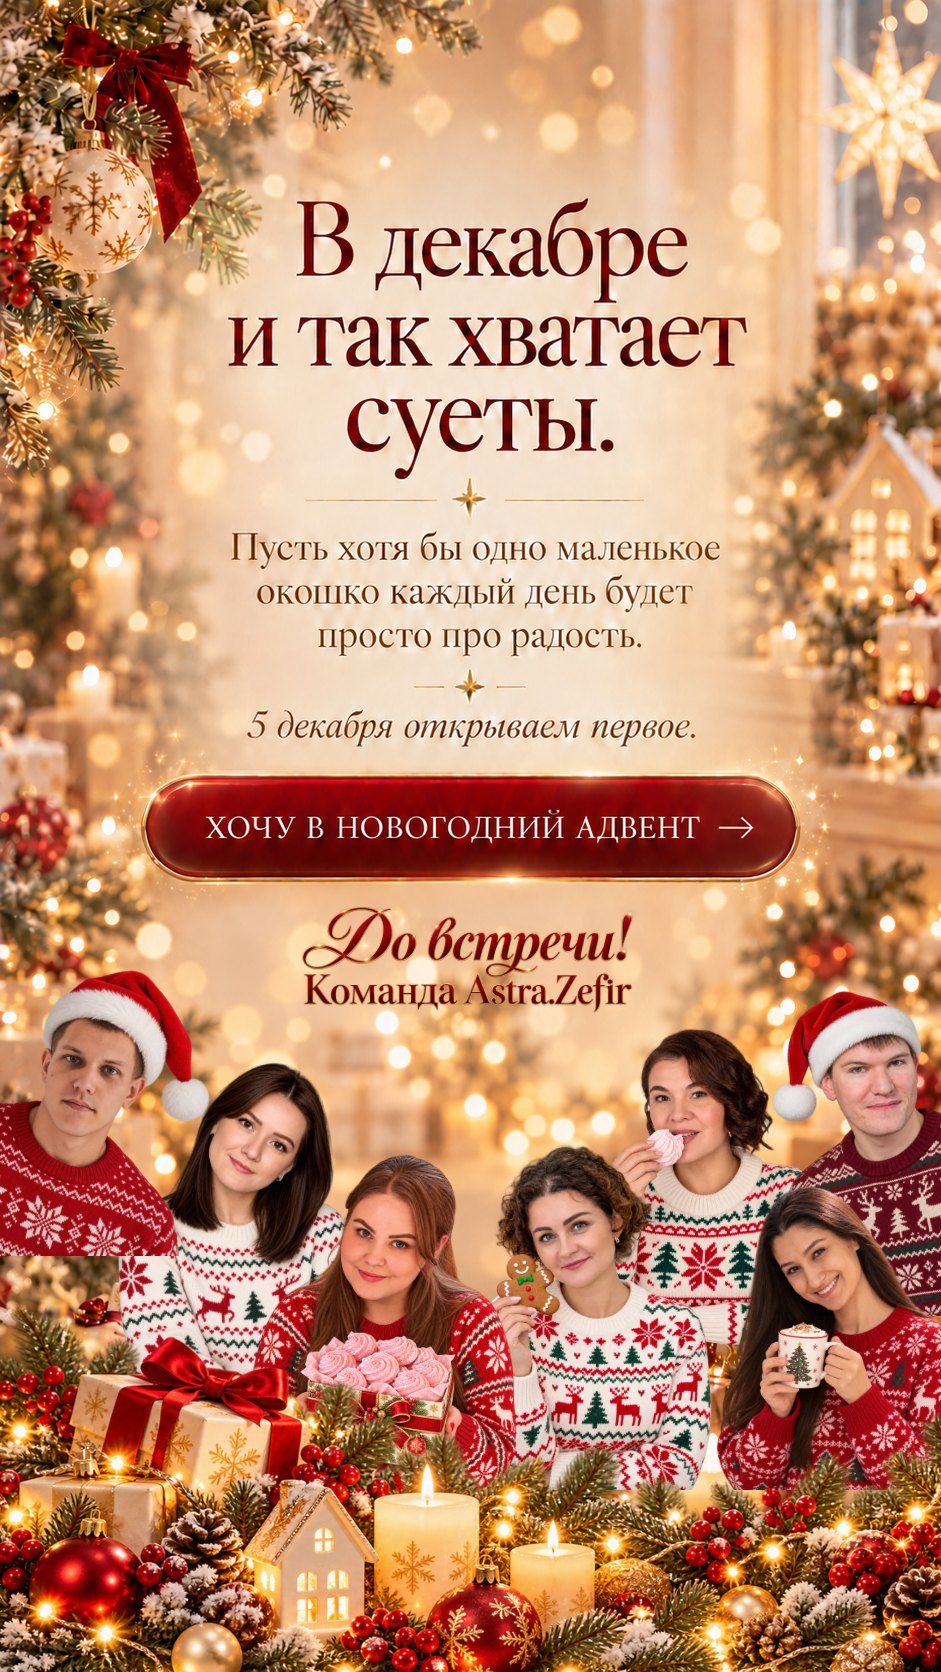 В декабре
и так хватает
суеты.
Пусть хотя бы одно маленькое
окошко каждый день будет
просто про радость.
5 декабря открываем первое.
ХОЧУ В НОВОГОДНИЙ АДВЕНТ →
До встречи!
Команда Astra.Zefir